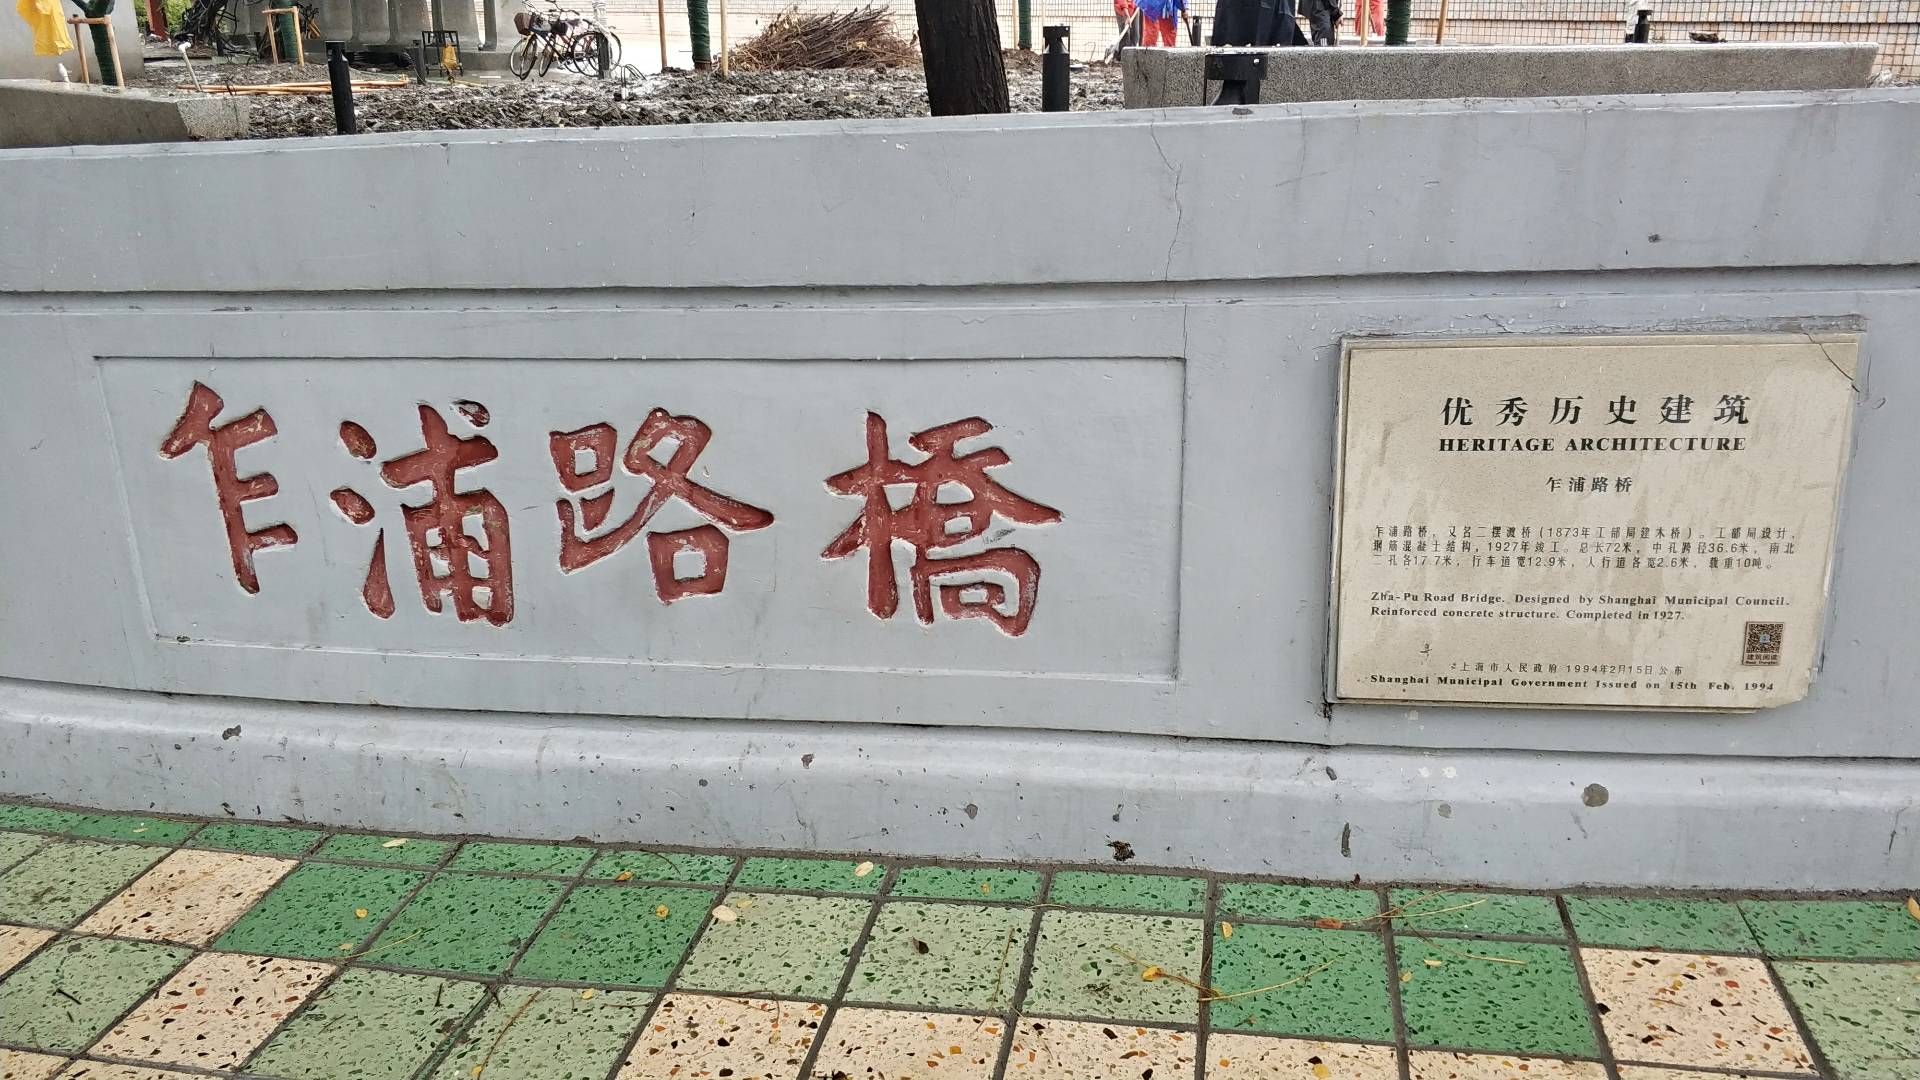 乍浦路橋
优秀历史建筑
HERITAGE ARCHITECTURE
乍浦路桥
乍浦路桥，又名二摆渡桥(1873年工部局建木桥)。工部局设计，
钢筋混凝土结构，1927年竣工。总长72米，中孔跨径36.6米，南北
二孔各17.7米，行车道宽12.9米，人行道各宽2.6米，载重10吨。
Zha-Pu Road Bridge. Designed by Shanghai Municipal Council.
Reinforced concrete structure. Completed in 1927.
建筑阅读
上海市人民政府 1994年2月15日公布
Shanghai Municipal Government Issued on 15th Feb. 1994